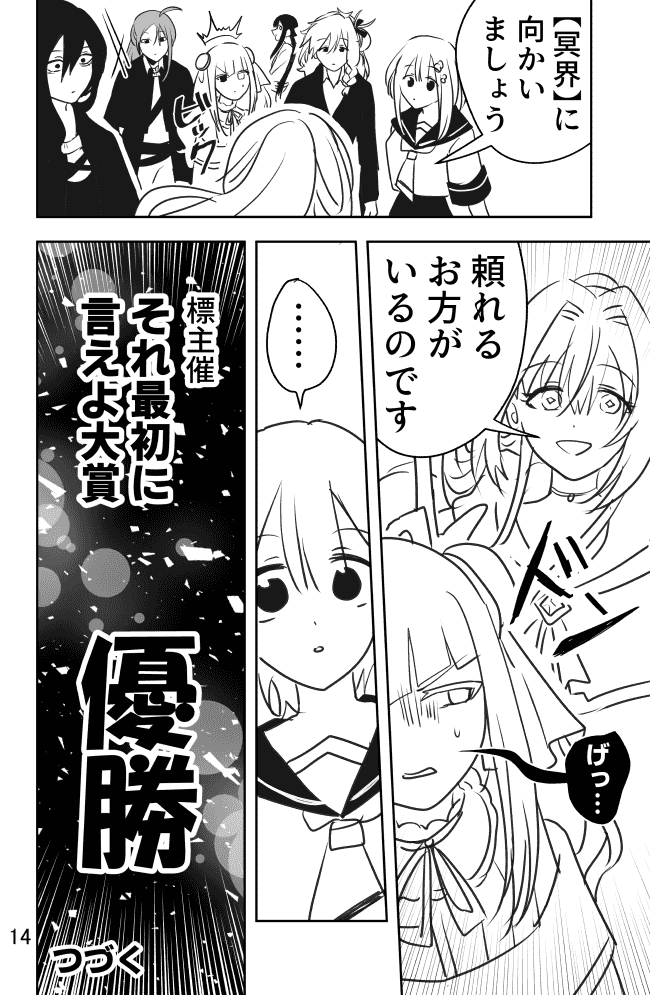 【冥界】に
向かい
ましょう
ビックッ
頼れる
お方が
いるのです
ドン
げっ…
……
標主催
それ最初に
言えよ大賞
優勝
つづく
14